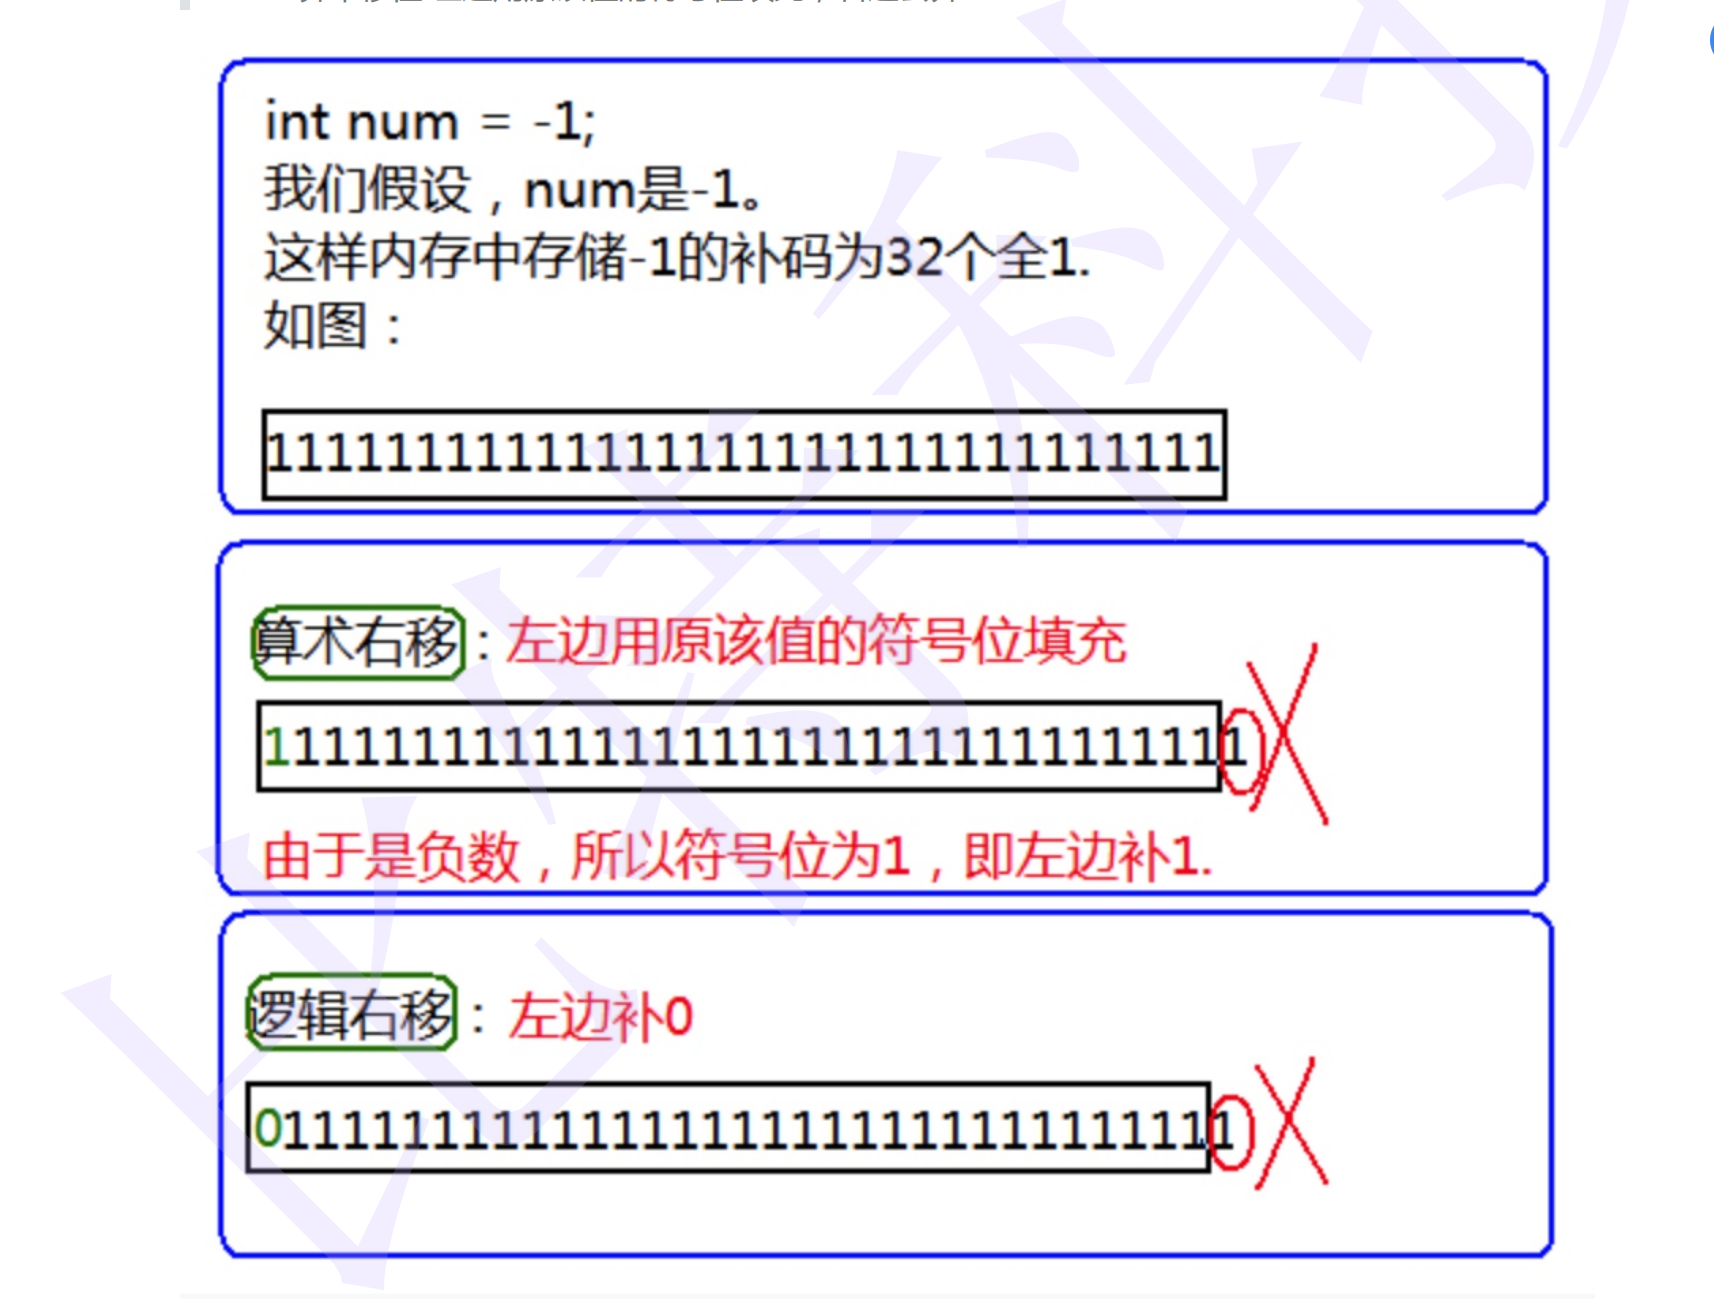 int num = -1;
我们假设，num是-1。
这样内存中存储-1的补码为32个全1.
如图：
11111111111111111111111111111111
算术右移：左边用原该值的符号位填充
111111111111111111111111111111111
由于是负数，所以符号位为1，即左边补1.
逻辑右移：左边补0
011111111111111111111111111111111